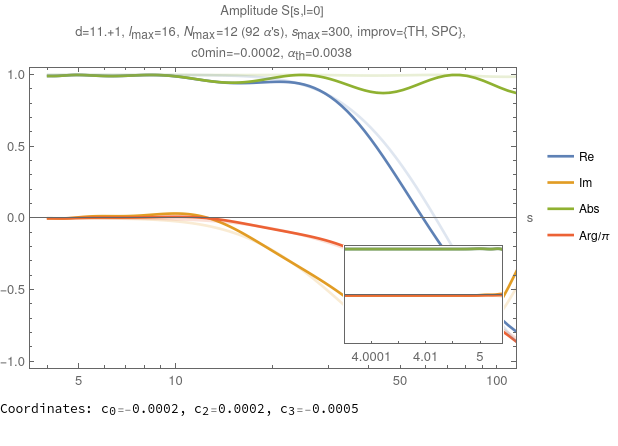 Amplitude S[s,l=0]
d=11.+1, lmax=16, Nmax=12 (92 α's), smax=300, improv={TH, SPC},
c0min=-0.0002, αth=0.0038
1.0
0.5
0.0
-0.5
-1.0
5
10
50
100
s
4.0001
4.01
5
Re
Im
Abs
Arg/π
Coordinates: c0=-0.0002, c2=0.0002, c3=-0.0005